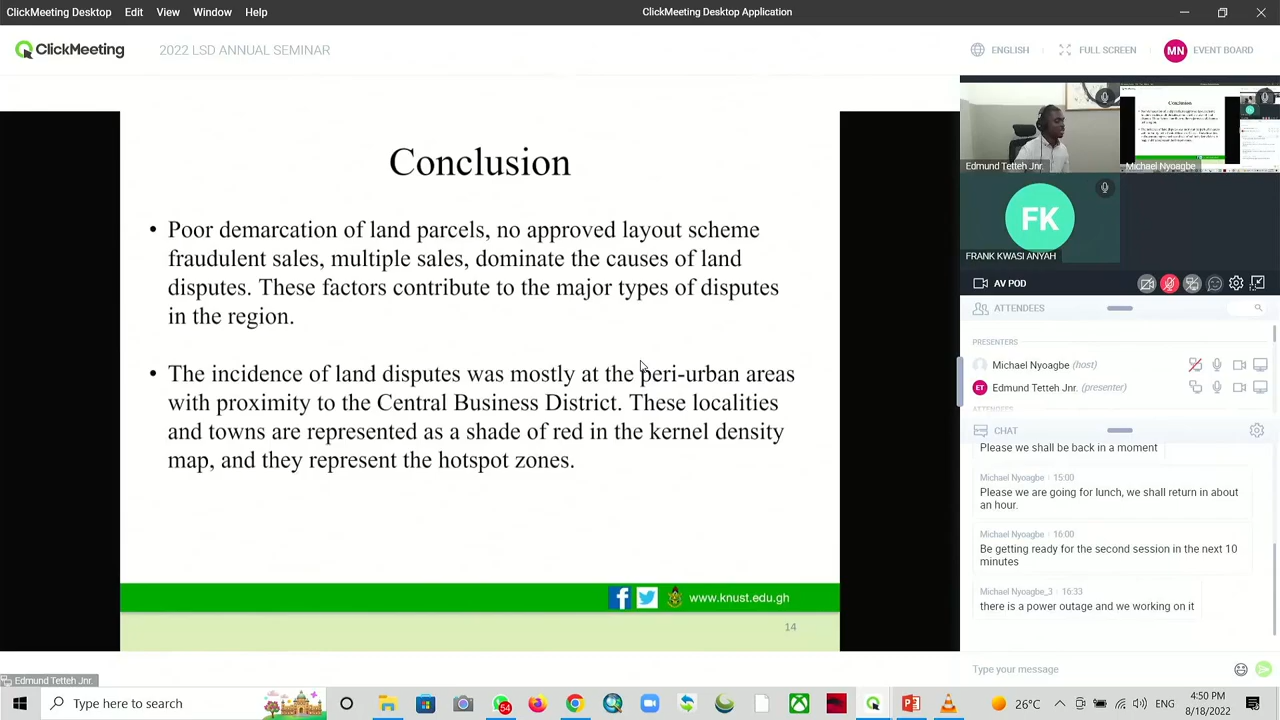 ClickMeeting Desktop Edit View Window Help
ClickMeeting Desktop Application
ClickMeeting
2022 LSD ANNUAL SEMINAR
ENGLISH
FULL SCREEN
MN
EVENT BOARD
Conclusion
• Poor demarcation of land parcels, no approved layout scheme
fraudulent sales, multiple sales, dominate the causes of land
disputes. These factors contribute to the major types of disputes
in the region.
• The incidence of land disputes was mostly at the peri-urban areas
with proximity to the Central Business District. These localities
and towns are represented as a shade of red in the kernel density
map, and they represent the hotspot zones.
www.knust.edu.gh
14
Edmund Tetteh Jnr.
Conclusion
Edmund Tetteh Jnr.
Michael Nyoagbe
FK
FRANK KWASI ANYAH
AV POD
ATTENDEES
PRESENTERS
Michael Nyoagbe (host)
ET
Edmund Tetteh Jnr. (presenter)
ATTENDEES
CHAT
Please we shall be back in a moment
Michael Nyoagbe 15:00
Please we are going for lunch, we shall return in about
an hour.
Michael Nyoagbe 16:00
Be getting ready for the second session in the next 10
minutes
Michael Nyoagbe_3 16:33
there is a power outage and we working on it
Type your message
Type here to search
54
26°C
ENG
4:50 PM
8/18/2022